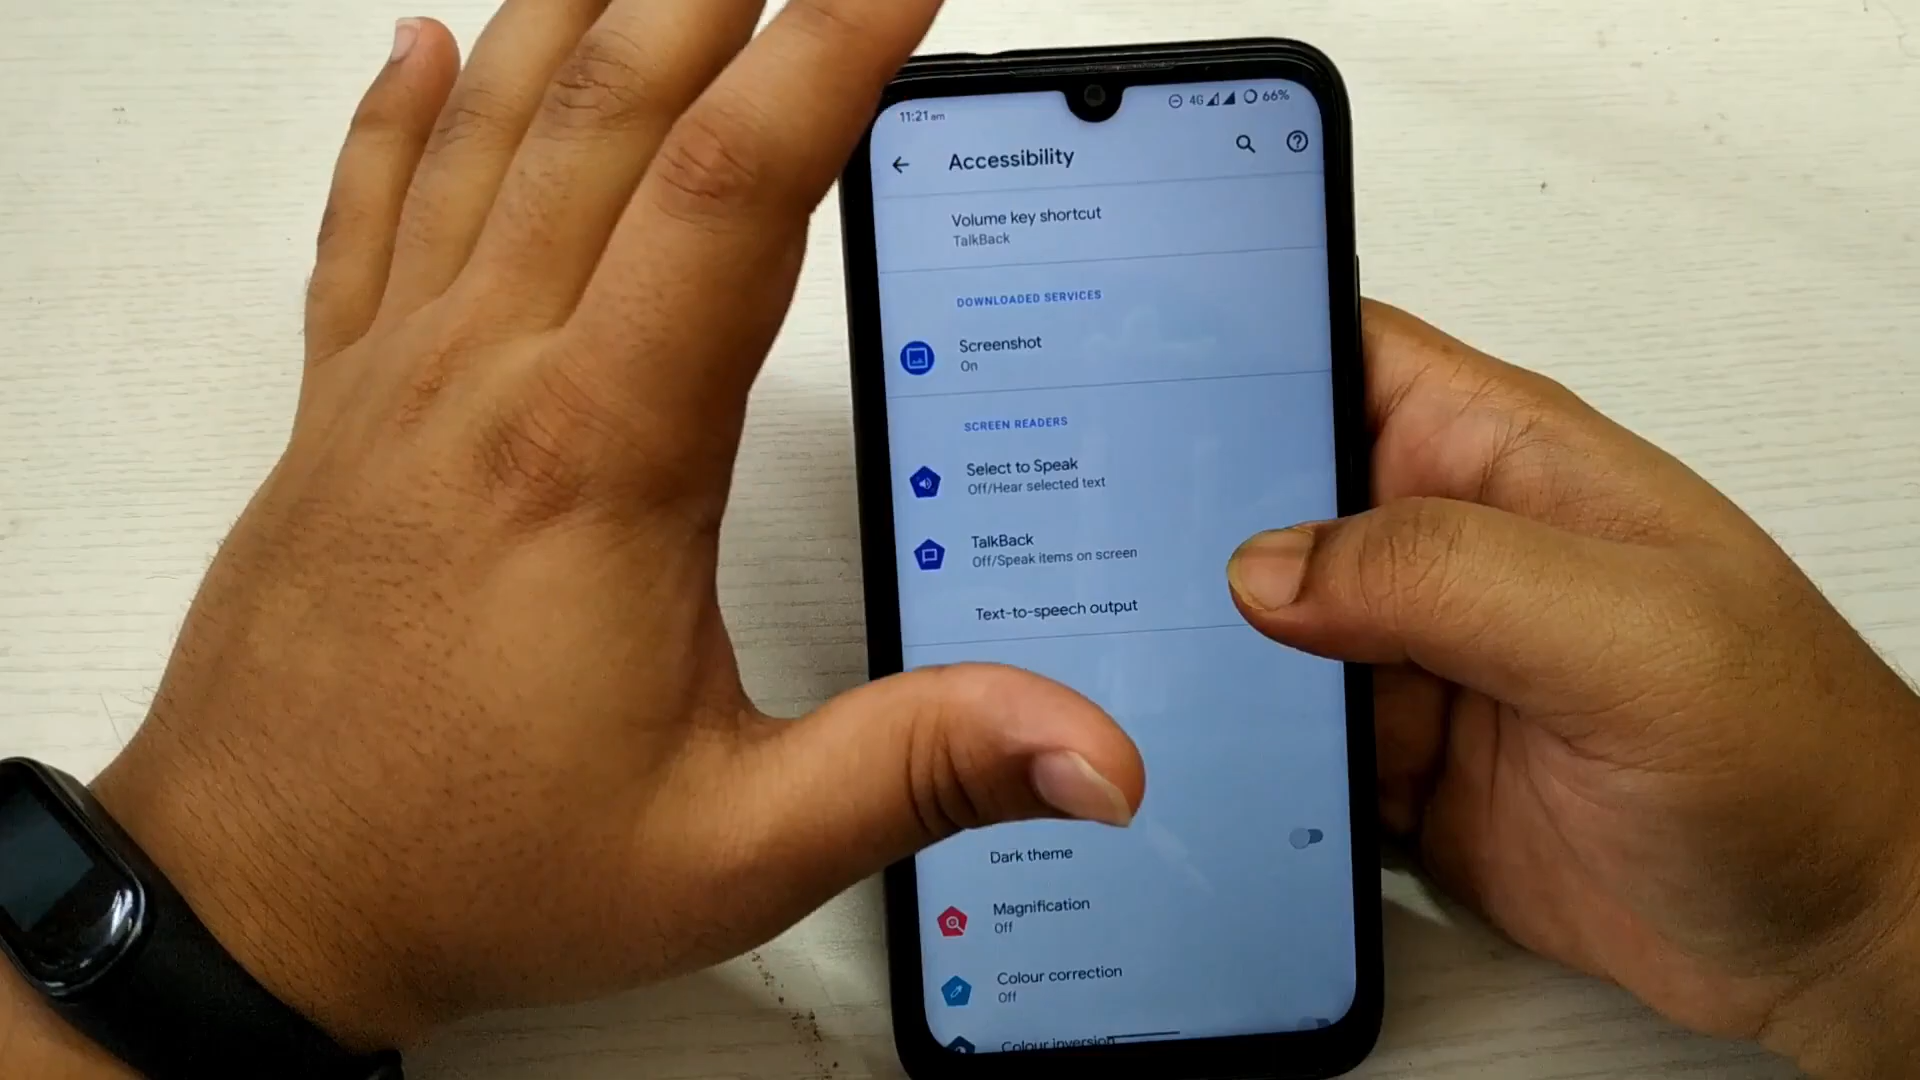 11:21 am
4G 66%
Accessibility
Volume key shortcut
TalkBack
DOWNLOADED SERVICES
Screenshot
On
SCREEN READERS
Select to Speak
Off/Hear selected text
TalkBack
Off/Speak items on screen
Text-to-speech output
Dark theme
Magnification
Off
Colour correction
Off
Colour inversion